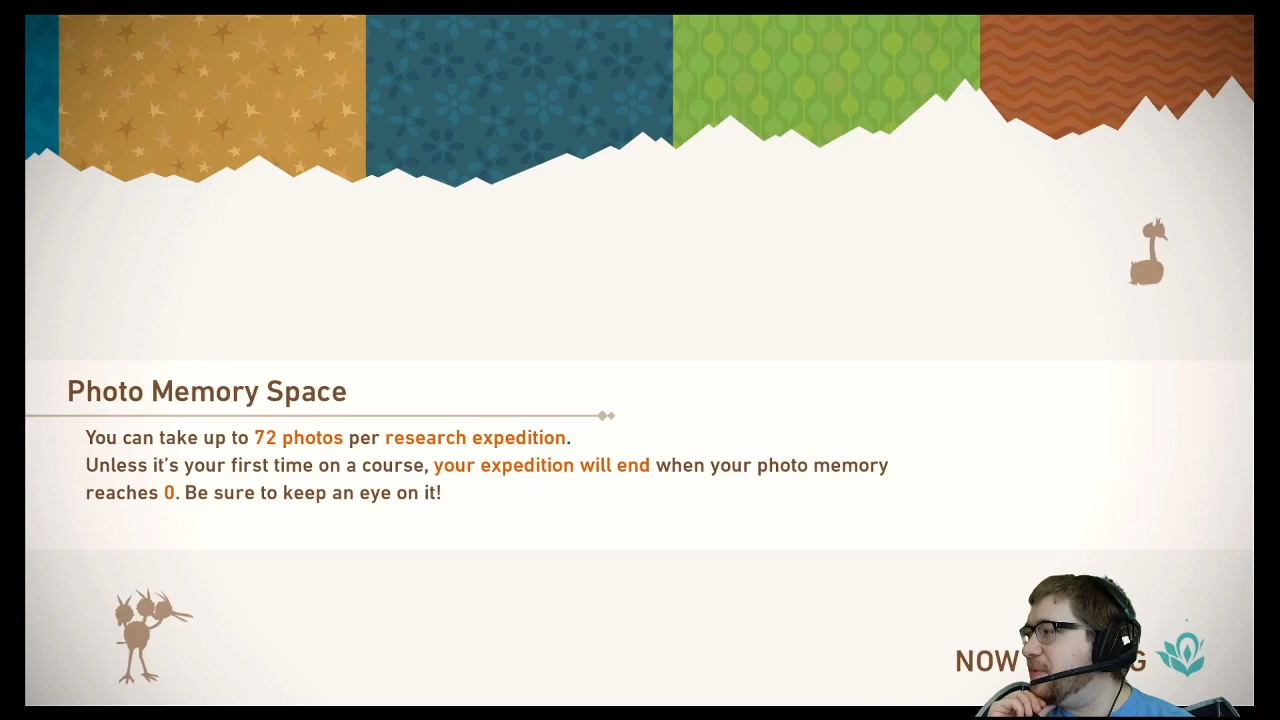 Photo Memory Space
You can take up to 72 photos per research expedition.
Unless it's your first time on a course, your expedition will end when your photo memory
reaches 0. Be sure to keep an eye on it!
NOW